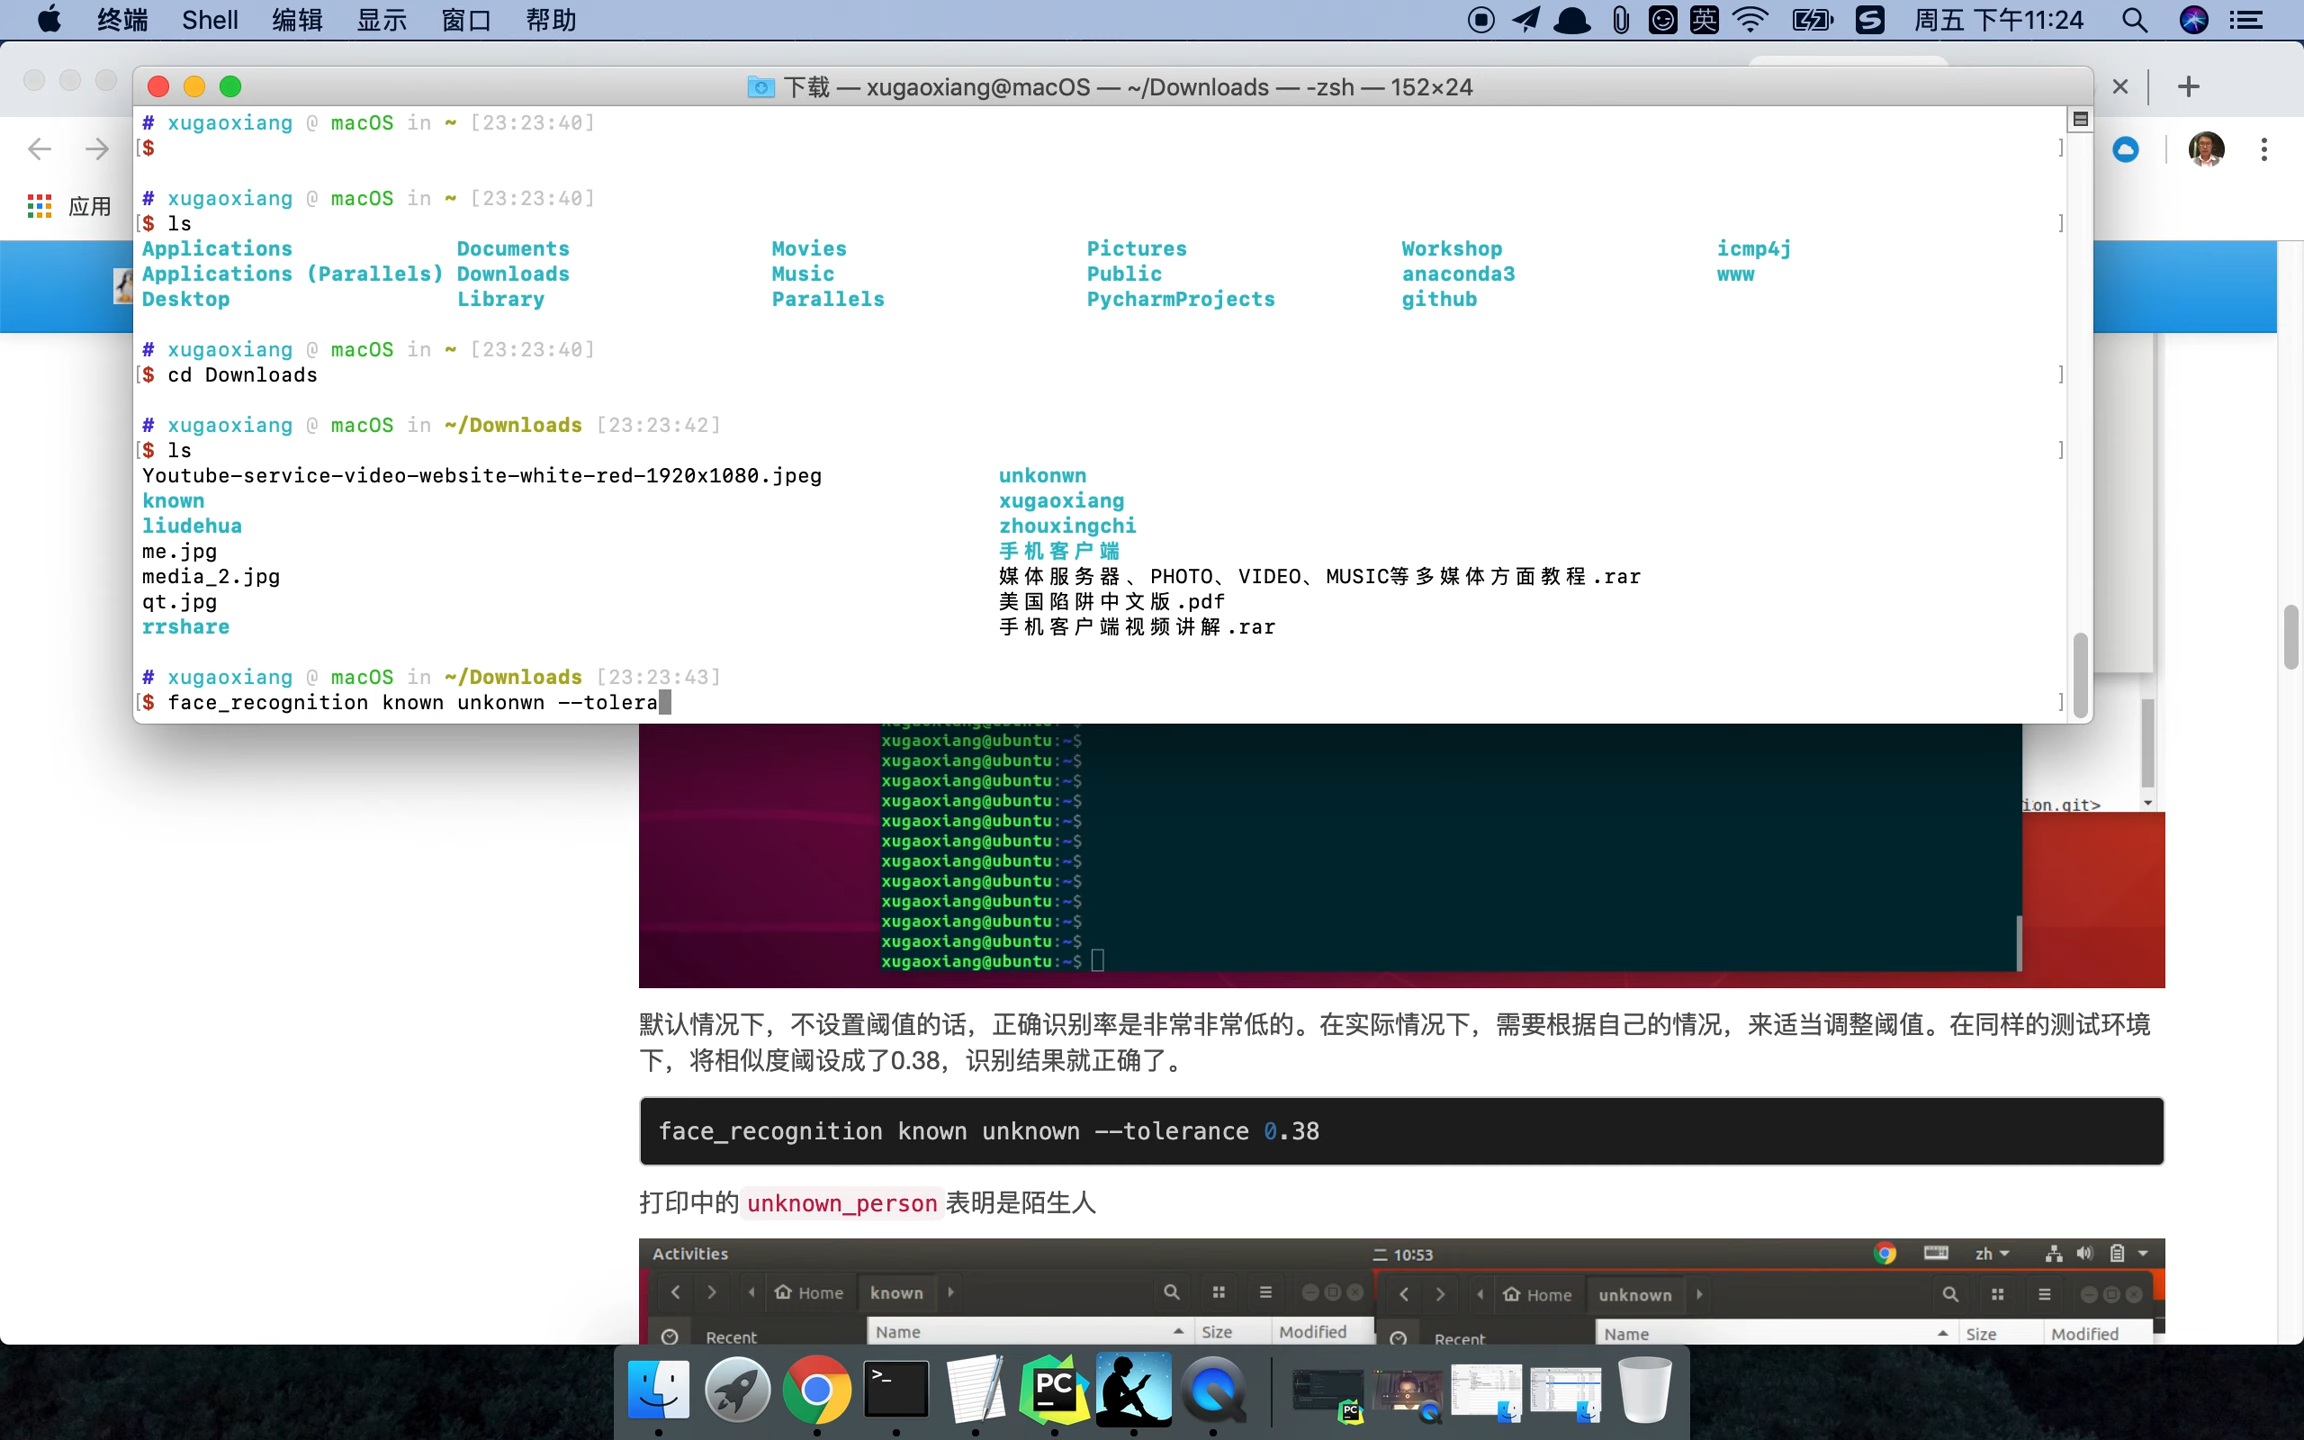 终端 Shell 编辑 显示 窗口 帮助 英 周五 下午11:24
下载 — xugaoxiang@macOS — ~/Downloads — -zsh — 152×24
应用
# xugaoxiang @ macOS in ~ [23:23:40]
[$ ]
# xugaoxiang @ macOS in ~ [23:23:40]
[$ ls ]
Applications Documents Movies Pictures Workshop icmp4j
Applications (Parallels) Downloads Music Public anaconda3 www
Desktop Library Parallels PycharmProjects github
# xugaoxiang @ macOS in ~ [23:23:40]
[$ cd Downloads ]
# xugaoxiang @ macOS in ~/Downloads [23:23:42]
[$ ls ]
Youtube-service-video-website-white-red-1920x1080.jpeg unkonwn
known xugaoxiang
liudehua zhouxingchi
me.jpg 手机客户端
media_2.jpg 媒体服务器、PHOTO、VIDEO、MUSIC等多媒体方面教程.rar
qt.jpg 美国陷阱中文版.pdf
rrshare 手机客户端视频讲解.rar
# xugaoxiang @ macOS in ~/Downloads [23:23:43]
[$ face_recognition known unkonwn --tolera ]
xugaoxiang@ubuntu:~$
xugaoxiang@ubuntu:~$
xugaoxiang@ubuntu:~$
xugaoxiang@ubuntu:~$
ion.git>
xugaoxiang@ubuntu:~$
xugaoxiang@ubuntu:~$
xugaoxiang@ubuntu:~$
xugaoxiang@ubuntu:~$
xugaoxiang@ubuntu:~$
xugaoxiang@ubuntu:~$
xugaoxiang@ubuntu:~$
xugaoxiang@ubuntu:~$
默认情况下，不设置阈值的话，正确识别率是非常非常低的。在实际情况下，需要根据自己的情况，来适当调整阈值。在同样的测试环境
下，将相似度阈设成了0.38，识别结果就正确了。
face_recognition known unknown --tolerance 0.38
打印中的 unknown_person 表明是陌生人
Activities 二 10:53 zh
Home known Home unknown
Recent Name Size Modified Recent Name Size Modified
PC
PC